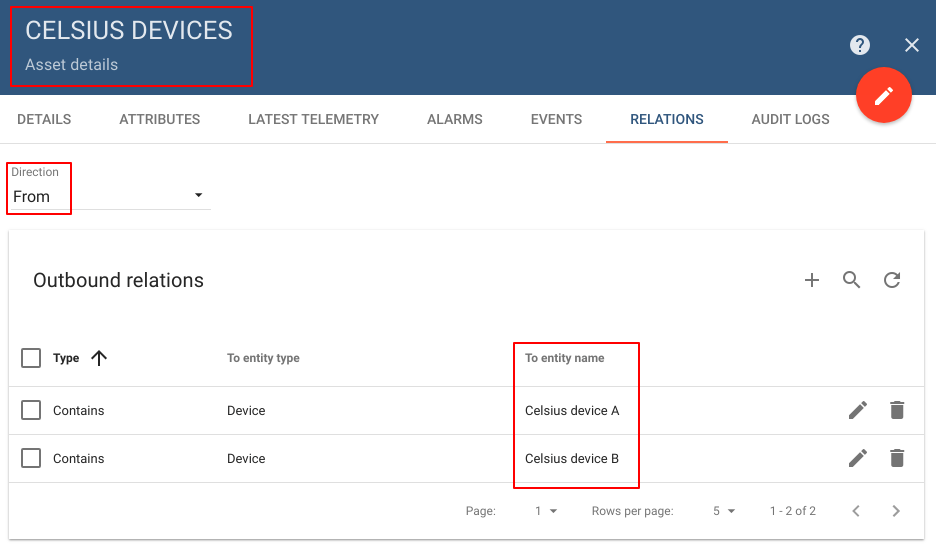 CELSIUS DEVICES
Asset details
DETAILS ATTRIBUTES LATEST TELEMETRY ALARMS EVENTS RELATIONS AUDIT LOGS
Direction
From
Outbound relations
Type To entity type To entity name
Contains Device Celsius device A
Contains Device Celsius device B
Page: 1 Rows per page: 5 1 - 2 of 2